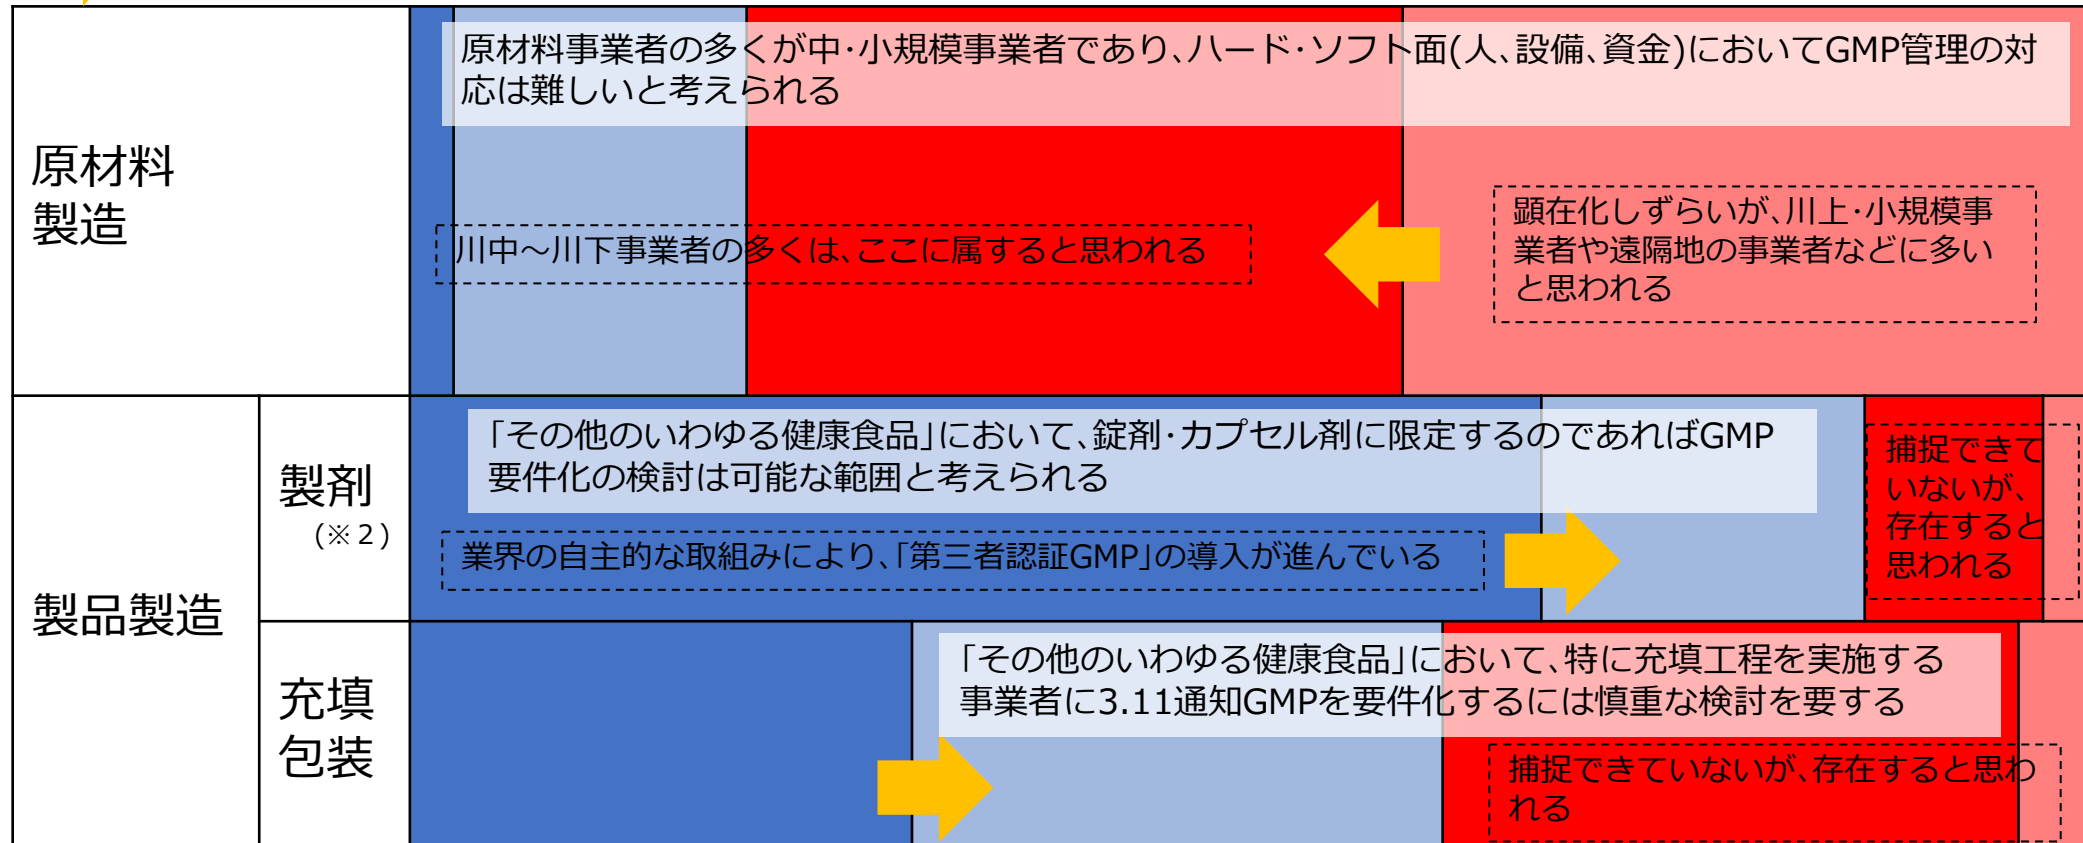 原材料事業者の多くが中･小規模事業者であり､ハード･ソフト面(人､設備､資金)においてGMP管理の対
応は難しいと考えられる
原材料
製造
川中～川下事業者の多くは､ここに属すると思われる
顕在化しずらいが､川上･小規模事
業者や遠隔地の事業者などに多い
と思われる
製品製造
製剤
(※２)
｢その他のいわゆる健康食品｣において､錠剤･カプセル剤に限定するのであればGMP
要件化の検討は可能な範囲と考えられる
業界の自主的な取組みにより､｢第三者認証GMP｣の導入が進んでいる
捕捉できて
いないが､
存在すると
思われる
充填
包装
｢その他のいわゆる健康食品｣において､特に充填工程を実施する
事業者に3.11通知GMPを要件化するには慎重な検討を要する
捕捉できていないが､存在すると思わ
れる